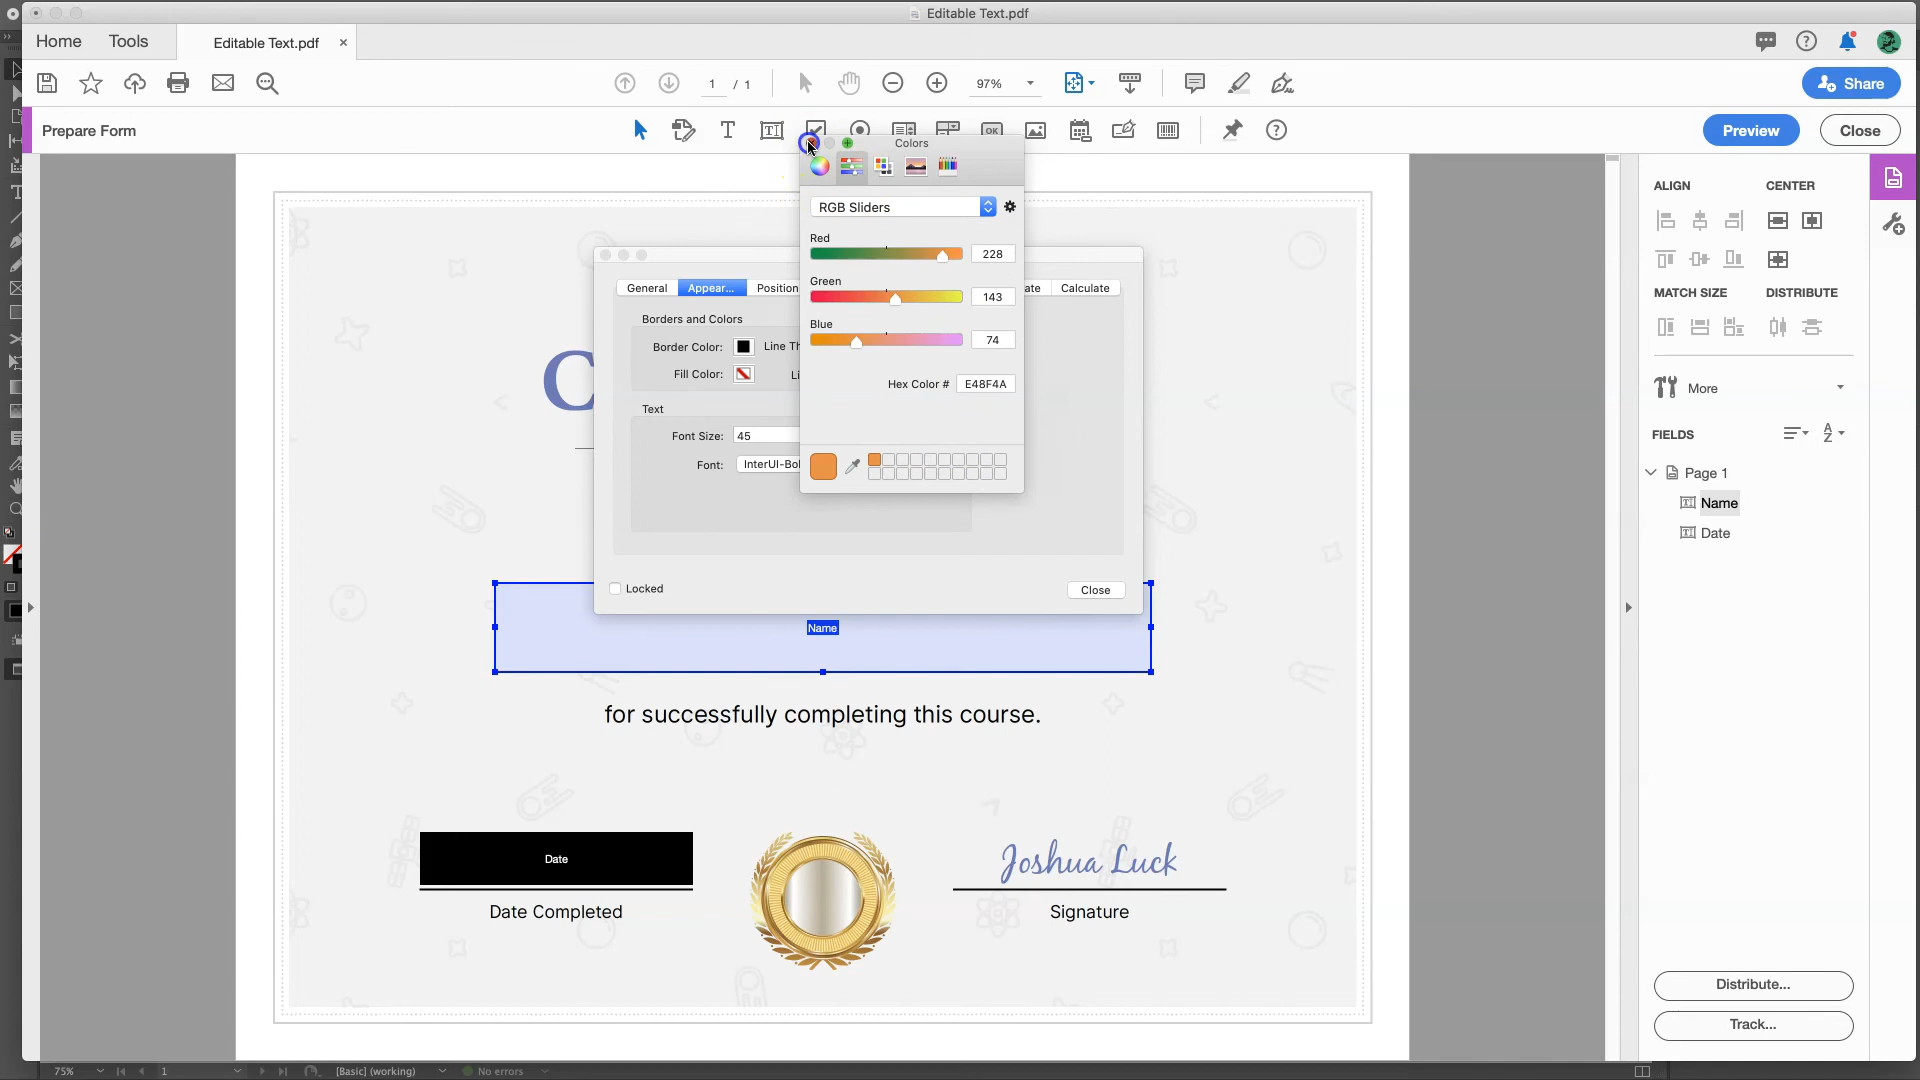 Editable Text.pdf
Home
Tools
Editable Text.pdf
1 / 1
97%
Share
Prepare Form
OK
Preview
Close
Colors
RGB Sliders
Red
228
Green
143
Blue
74
Hex Color # E48F4A
General
Appear...
Position
ate
Calculate
Borders and Colors
Border Color:
Line Th
Fill Color:
Li
Text
Font Size: 45
Font: InterUI-Bol
Locked
Close
C
Name
for successfully completing this course.
Date
Date Completed
Joshua Luck
Signature
ALIGN
CENTER
MATCH SIZE
DISTRIBUTE
More
FIELDS
Page 1
Name
Date
Distribute...
Track...
75%
1
[Basic] (working)
No errors